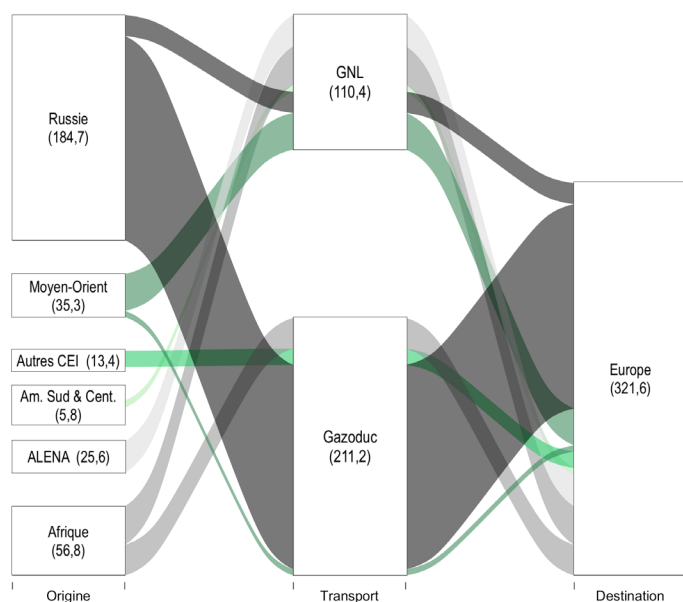 Russie
(184,7)
Moyen-Orient
(35,3)
Autres CEI (13,4)
Am. Sud & Cent.
(5,8)
ALENA (25,6)
Afrique
(56,8)
Origine
GNL
(110,4)
Gazoduc
(211,2)
Transport
Europe
(321,6)
Destination